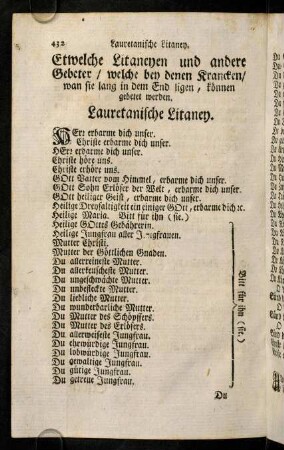 432 Lauretanische Litaney.
Etwelche Litaneyen und andere
Gebeter / welche bey denen Krancken /
wan sie lang in dem End ligen, können
gebetet werden.
Lauretanische Litaney.
HErr erbarme dich unser.
Christe erbarme dich unser.
HErr erbarme dich unser.
Christe höre uns.
Christe erhöre uns.
GOtt Vatter vom Himmel, erbarme dich unser.
GOtt Sohn Erlöser der Welt, erbarme dich unser.
GOtt heiliger Geist, erbarme dich unser.
Heilige Dreyfaltigkeit ein einiger GOtt, erbarme dich ꝛc.
Heilige Maria. Bitt für ihn (sie.)
Heilige GOttes Gebährerin.
Heilige Jungfrau aller Jungfrauen.
Mutter Christi.
Mutter der Göttlichen Gnaden.
Du allerreineste Mutter.
Du allerkeuscheste Mutter.
Du ungeschwächte Mutter.
Du unbefleckte Mutter.
Du liebliche Mutter.
Du wunderbarliche Mutter.
Du Mutter des Schöpffers.
Du Mutter des Erlösers.
Du allerweiseste Jungfrau.
Du ehrwürdige Jungfrau.
Du lobwürdige Jungfrau.
Du gewaltige Jungfrau.
Du gütige Jungfrau.
Du getreue Jungfrau.
Bitt für ihn (sie.)
Du